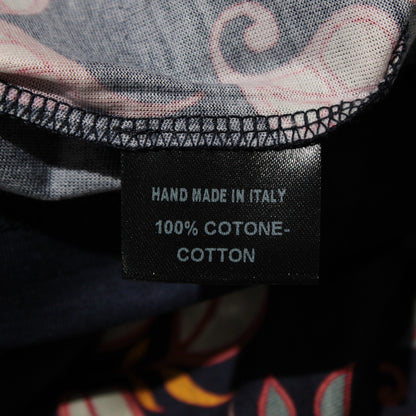 HAND MADE IN ITALY
100% COTONE-
COTTON